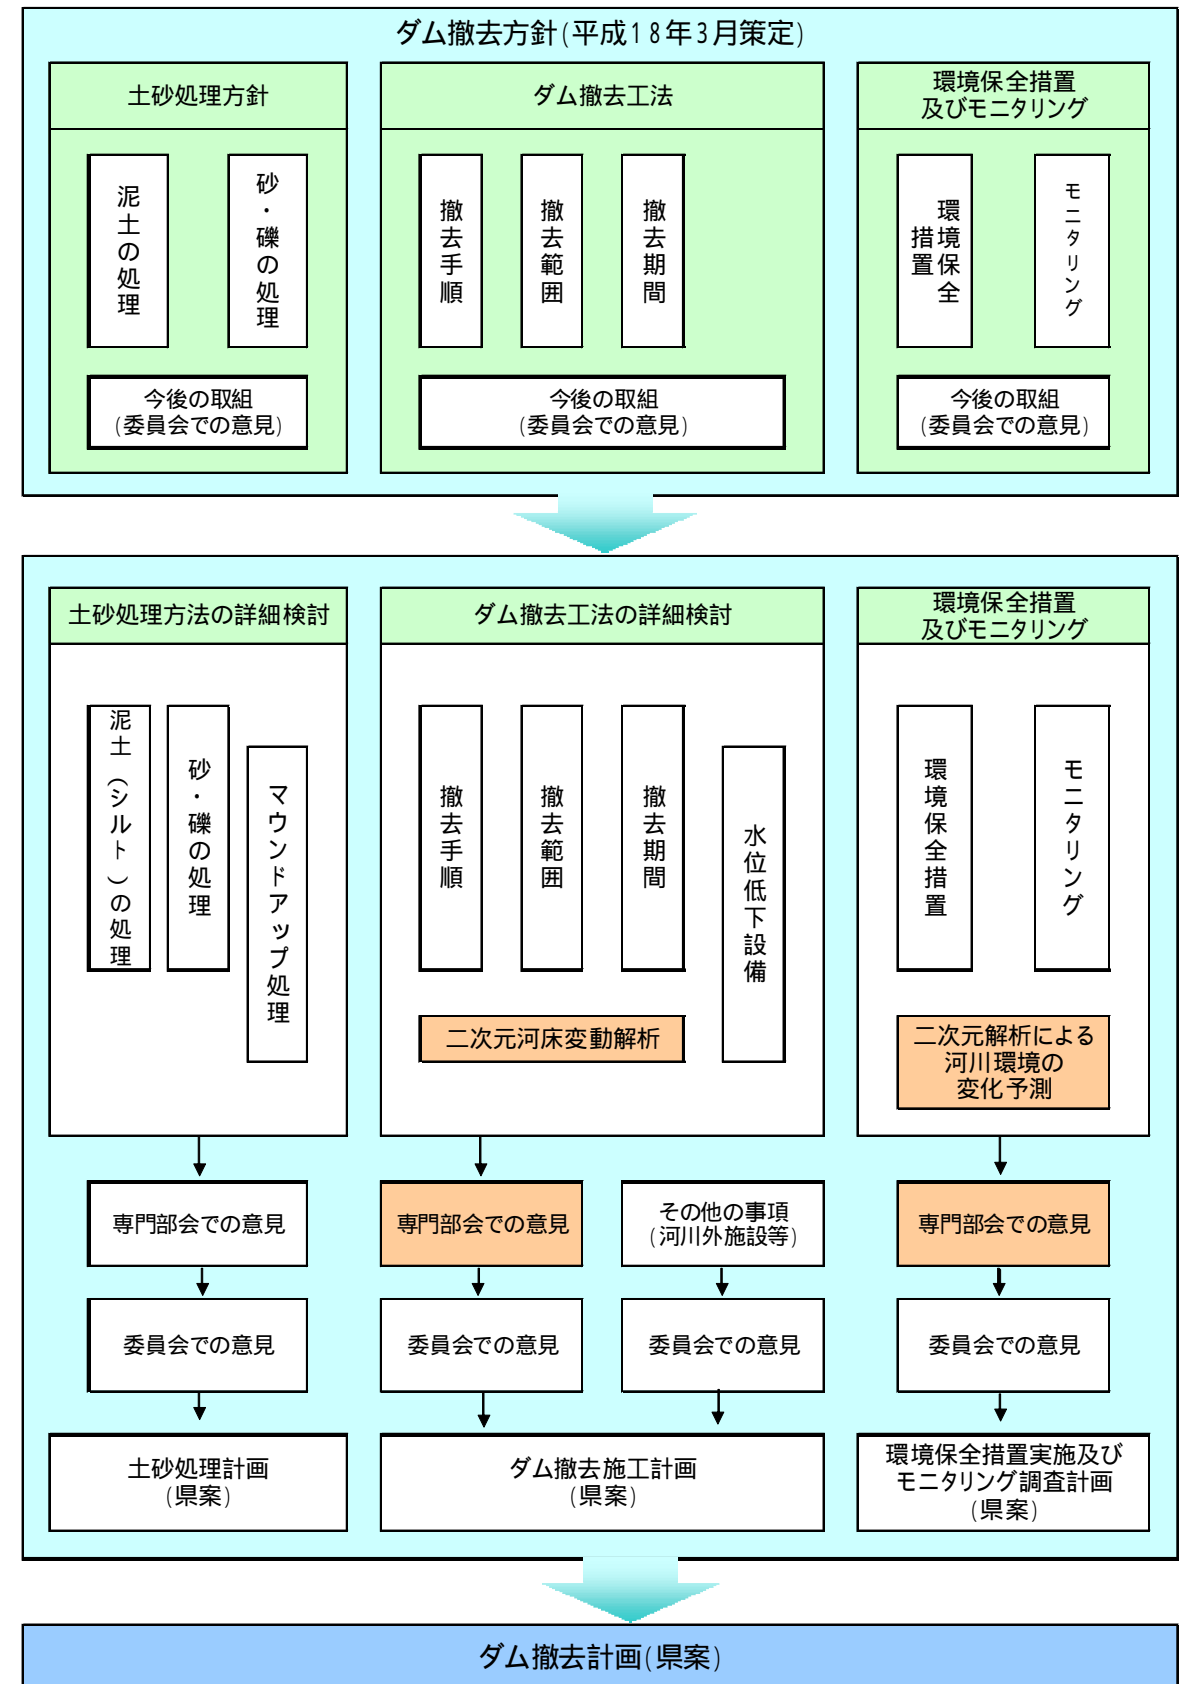 ダム撤去方針(平成18年3月策定)
土砂処理方針
泥土の処理
砂・礫の処理
今後の取組
(委員会での意見)
ダム撤去工法
撤去手順
撤去範囲
撤去期間
今後の取組
(委員会での意見)
環境保全措置
及びモニタリング
環境保全
措置
モニタリング
今後の取組
(委員会での意見)
土砂処理方法の詳細検討
泥土(シルト)の処理
砂・礫の処理
マウンドアップ処理
ダム撤去工法の詳細検討
撤去手順
撤去範囲
撤去期間
水位低下設備
二次元河床変動解析
環境保全措置
及びモニタリング
環境保全措置
モニタリング
二次元解析による
河川環境の
変化予測
専門部会での意見
専門部会での意見
その他の事項
(河川外施設等)
専門部会での意見
委員会での意見
委員会での意見
委員会での意見
委員会での意見
土砂処理計画
(県案)
ダム撤去施工計画
(県案)
環境保全措置実施及び
モニタリング調査計画
(県案)
ダム撤去計画(県案)